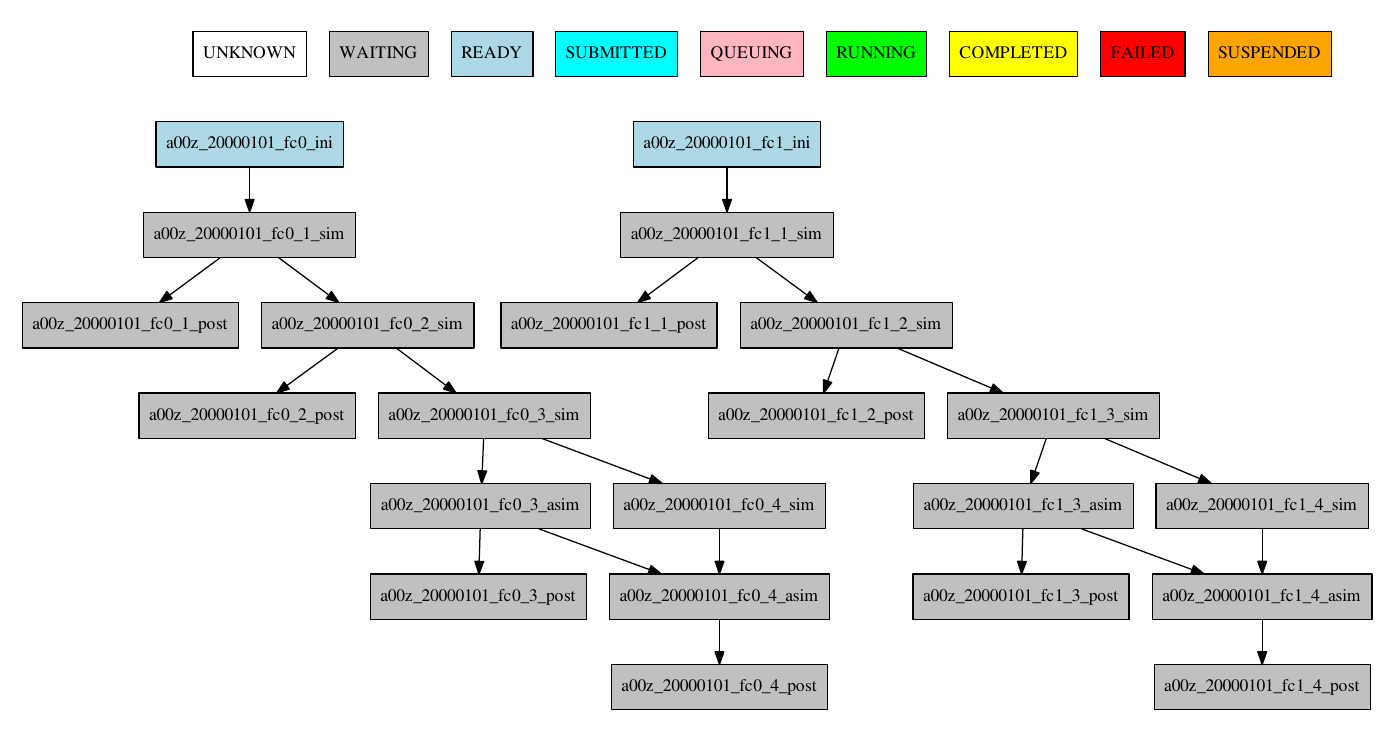 UNKNOWN WAITING READY SUBMITTED QUEUING RUNNING COMPLETED FAILED SUSPENDED
a00z_20000101_fc0_ini a00z_20000101_fc1_ini
a00z_20000101_fc0_1_sim a00z_20000101_fc1_1_sim
a00z_20000101_fc0_1_post a00z_20000101_fc0_2_sim a00z_20000101_fc1_1_post a00z_20000101_fc1_2_sim
a00z_20000101_fc0_2_post a00z_20000101_fc0_3_sim a00z_20000101_fc1_2_post a00z_20000101_fc1_3_sim
a00z_20000101_fc0_3_asim a00z_20000101_fc0_4_sim a00z_20000101_fc1_3_asim a00z_20000101_fc1_4_sim
a00z_20000101_fc0_3_post a00z_20000101_fc0_4_asim a00z_20000101_fc1_3_post a00z_20000101_fc1_4_asim
a00z_20000101_fc0_4_post a00z_20000101_fc1_4_post